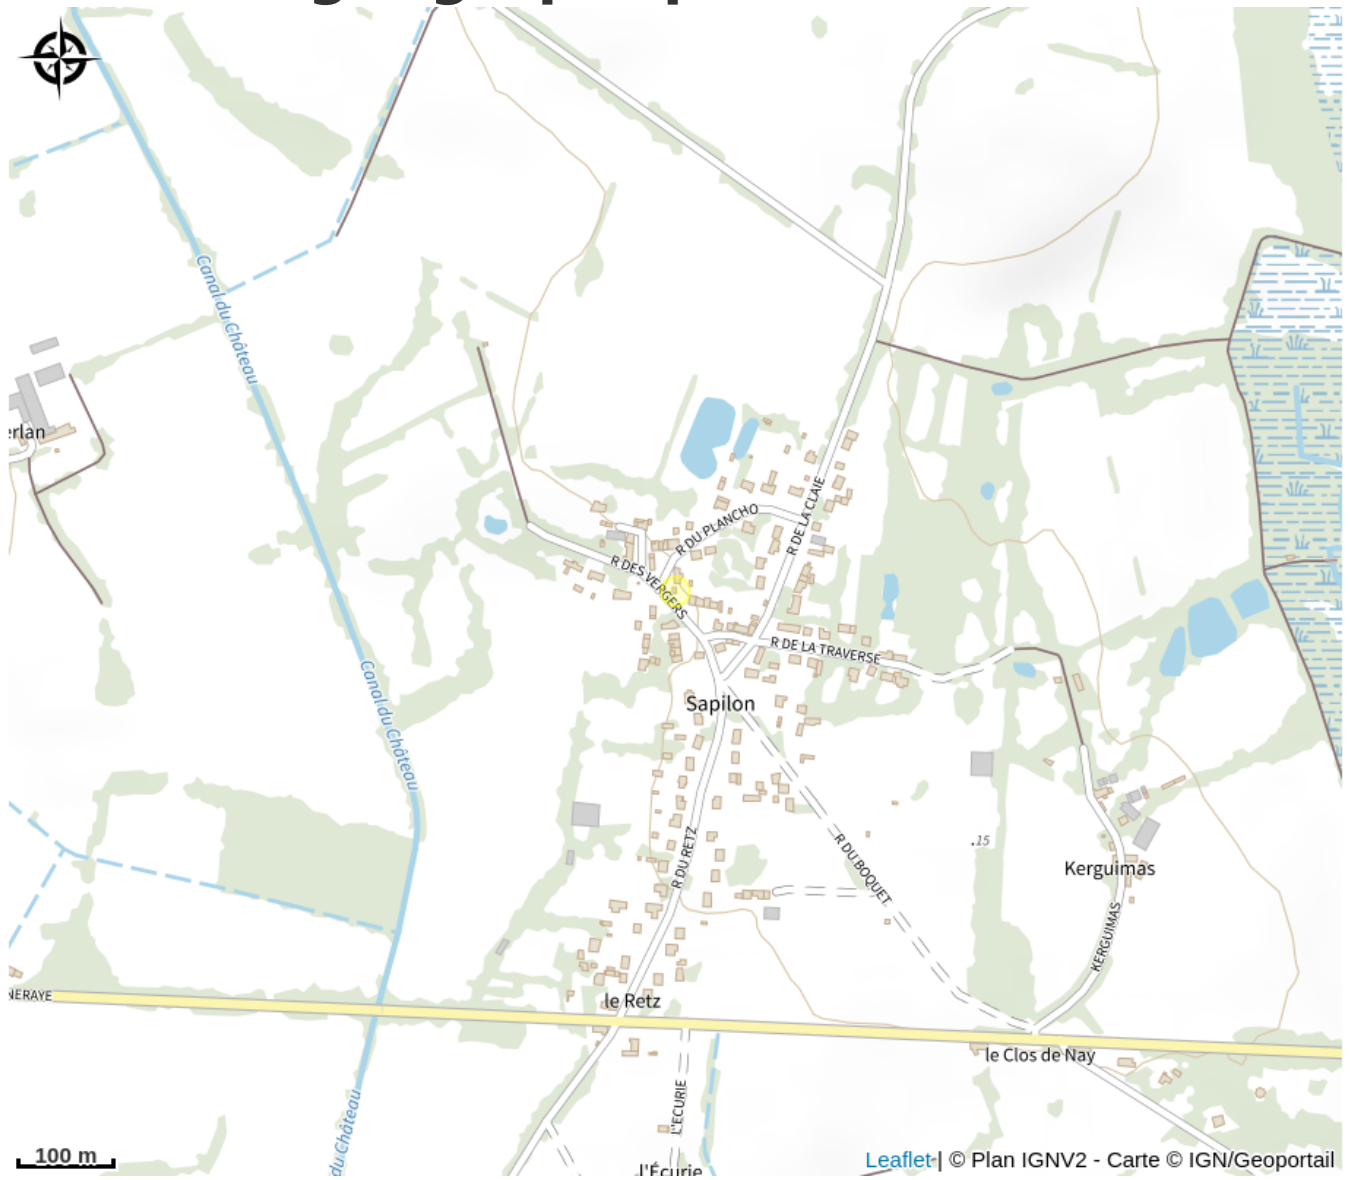 Canal du Château
erlan
R DE LA CLAIE
R DU PLANCHO
R DES VERGERS
R DE LA TRAVERSE
Canal du Château
Sapilon
R DU RETZ
R DU BOQUET
.15
Kerguimas
KERGUIMAS
NERAYE
le Retz
le Clos de Nay
L'ECURIE
du Château
l'Écurie
100 m
Leaflet | © Plan IGNV2 - Carte © IGN/Geoportail